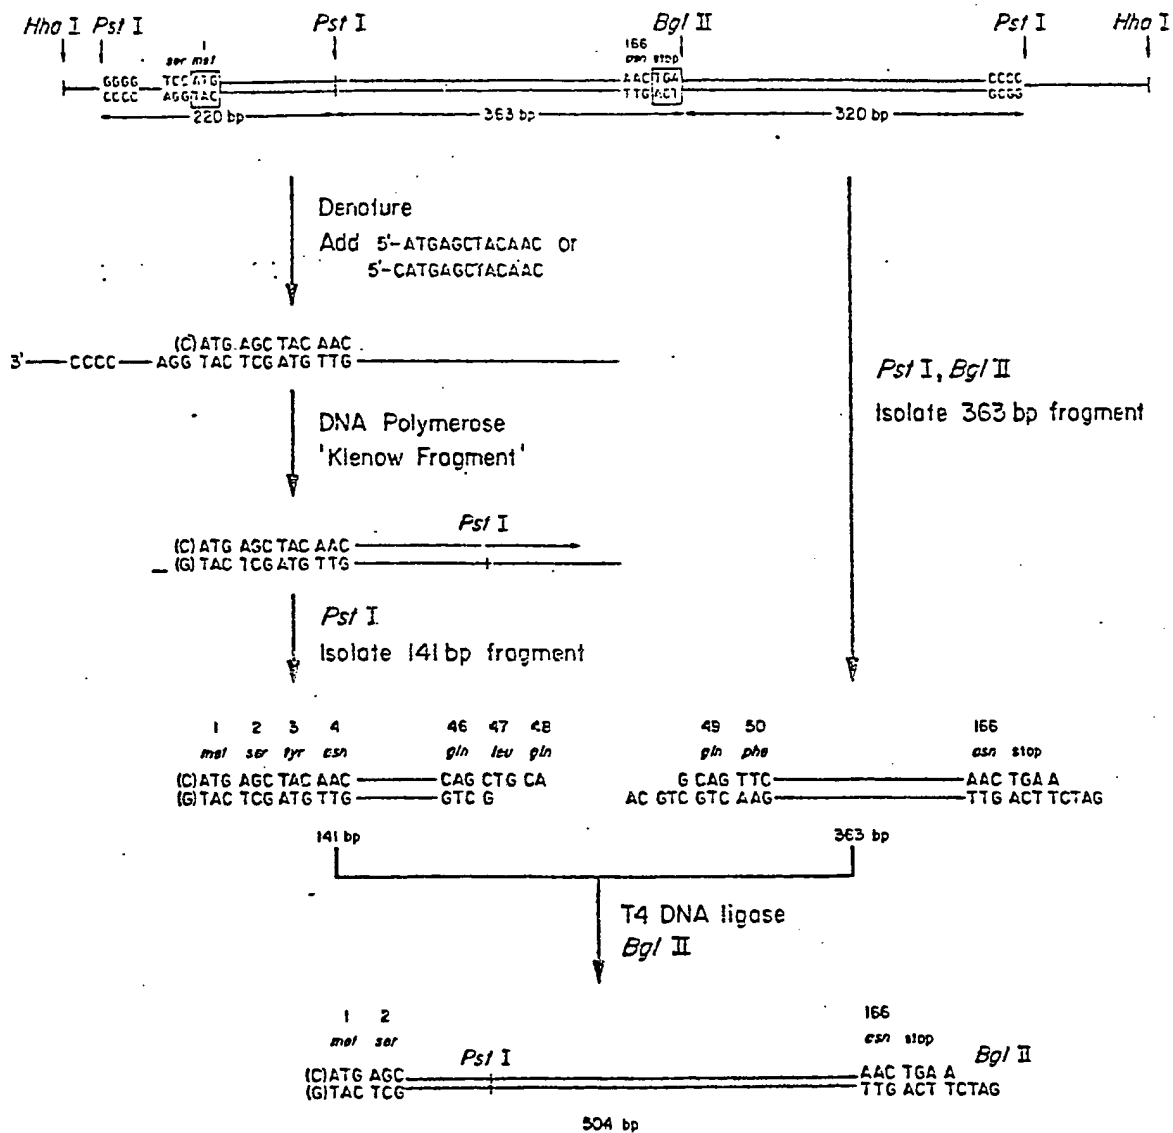 Hha I Pst I Pst I Bgl II Pst I Hha I
ser met 166 asn stop
GGGG TCC ATG AAC TGA CCCC
CCCC AGG TAC TTG ACT GCGG
220 bp 363 bp 320 bp
Denature
Add 5'-ATGAGCTACAAC or
5'-CATGAGCTACAAC
(C) ATG AGC TACAAC
3' CCCC AGG TAC TCG ATG TTG
Pst I, Bgl II
Isolate 363 bp fragment
DNA Polymerase
'Klenow Fragment'
Pst I
(C) ATG AGC TAC AAC
(G) TAC TCG ATG TTG
Pst I
Isolate 141 bp fragment
1 2 3 4 46 47 48 49 50 166
met ser tyr asn gln leu gln gln phe asn stop
(C) ATG AGC TAC AAC CAG CTG CA G CAG TTC AAC TGA A
(G) TAC TCG ATG TTG GTC G AC GTC GTC AAG TTG ACT TCTAG
141 bp 363 bp
T4 DNA ligase
Bgl II
1 2 166
met ser asn stop
Pst I Bgl II
(C) ATG AGC AAC TGA A
(G) TAC TCG TTG ACT TCTAG
504 bp